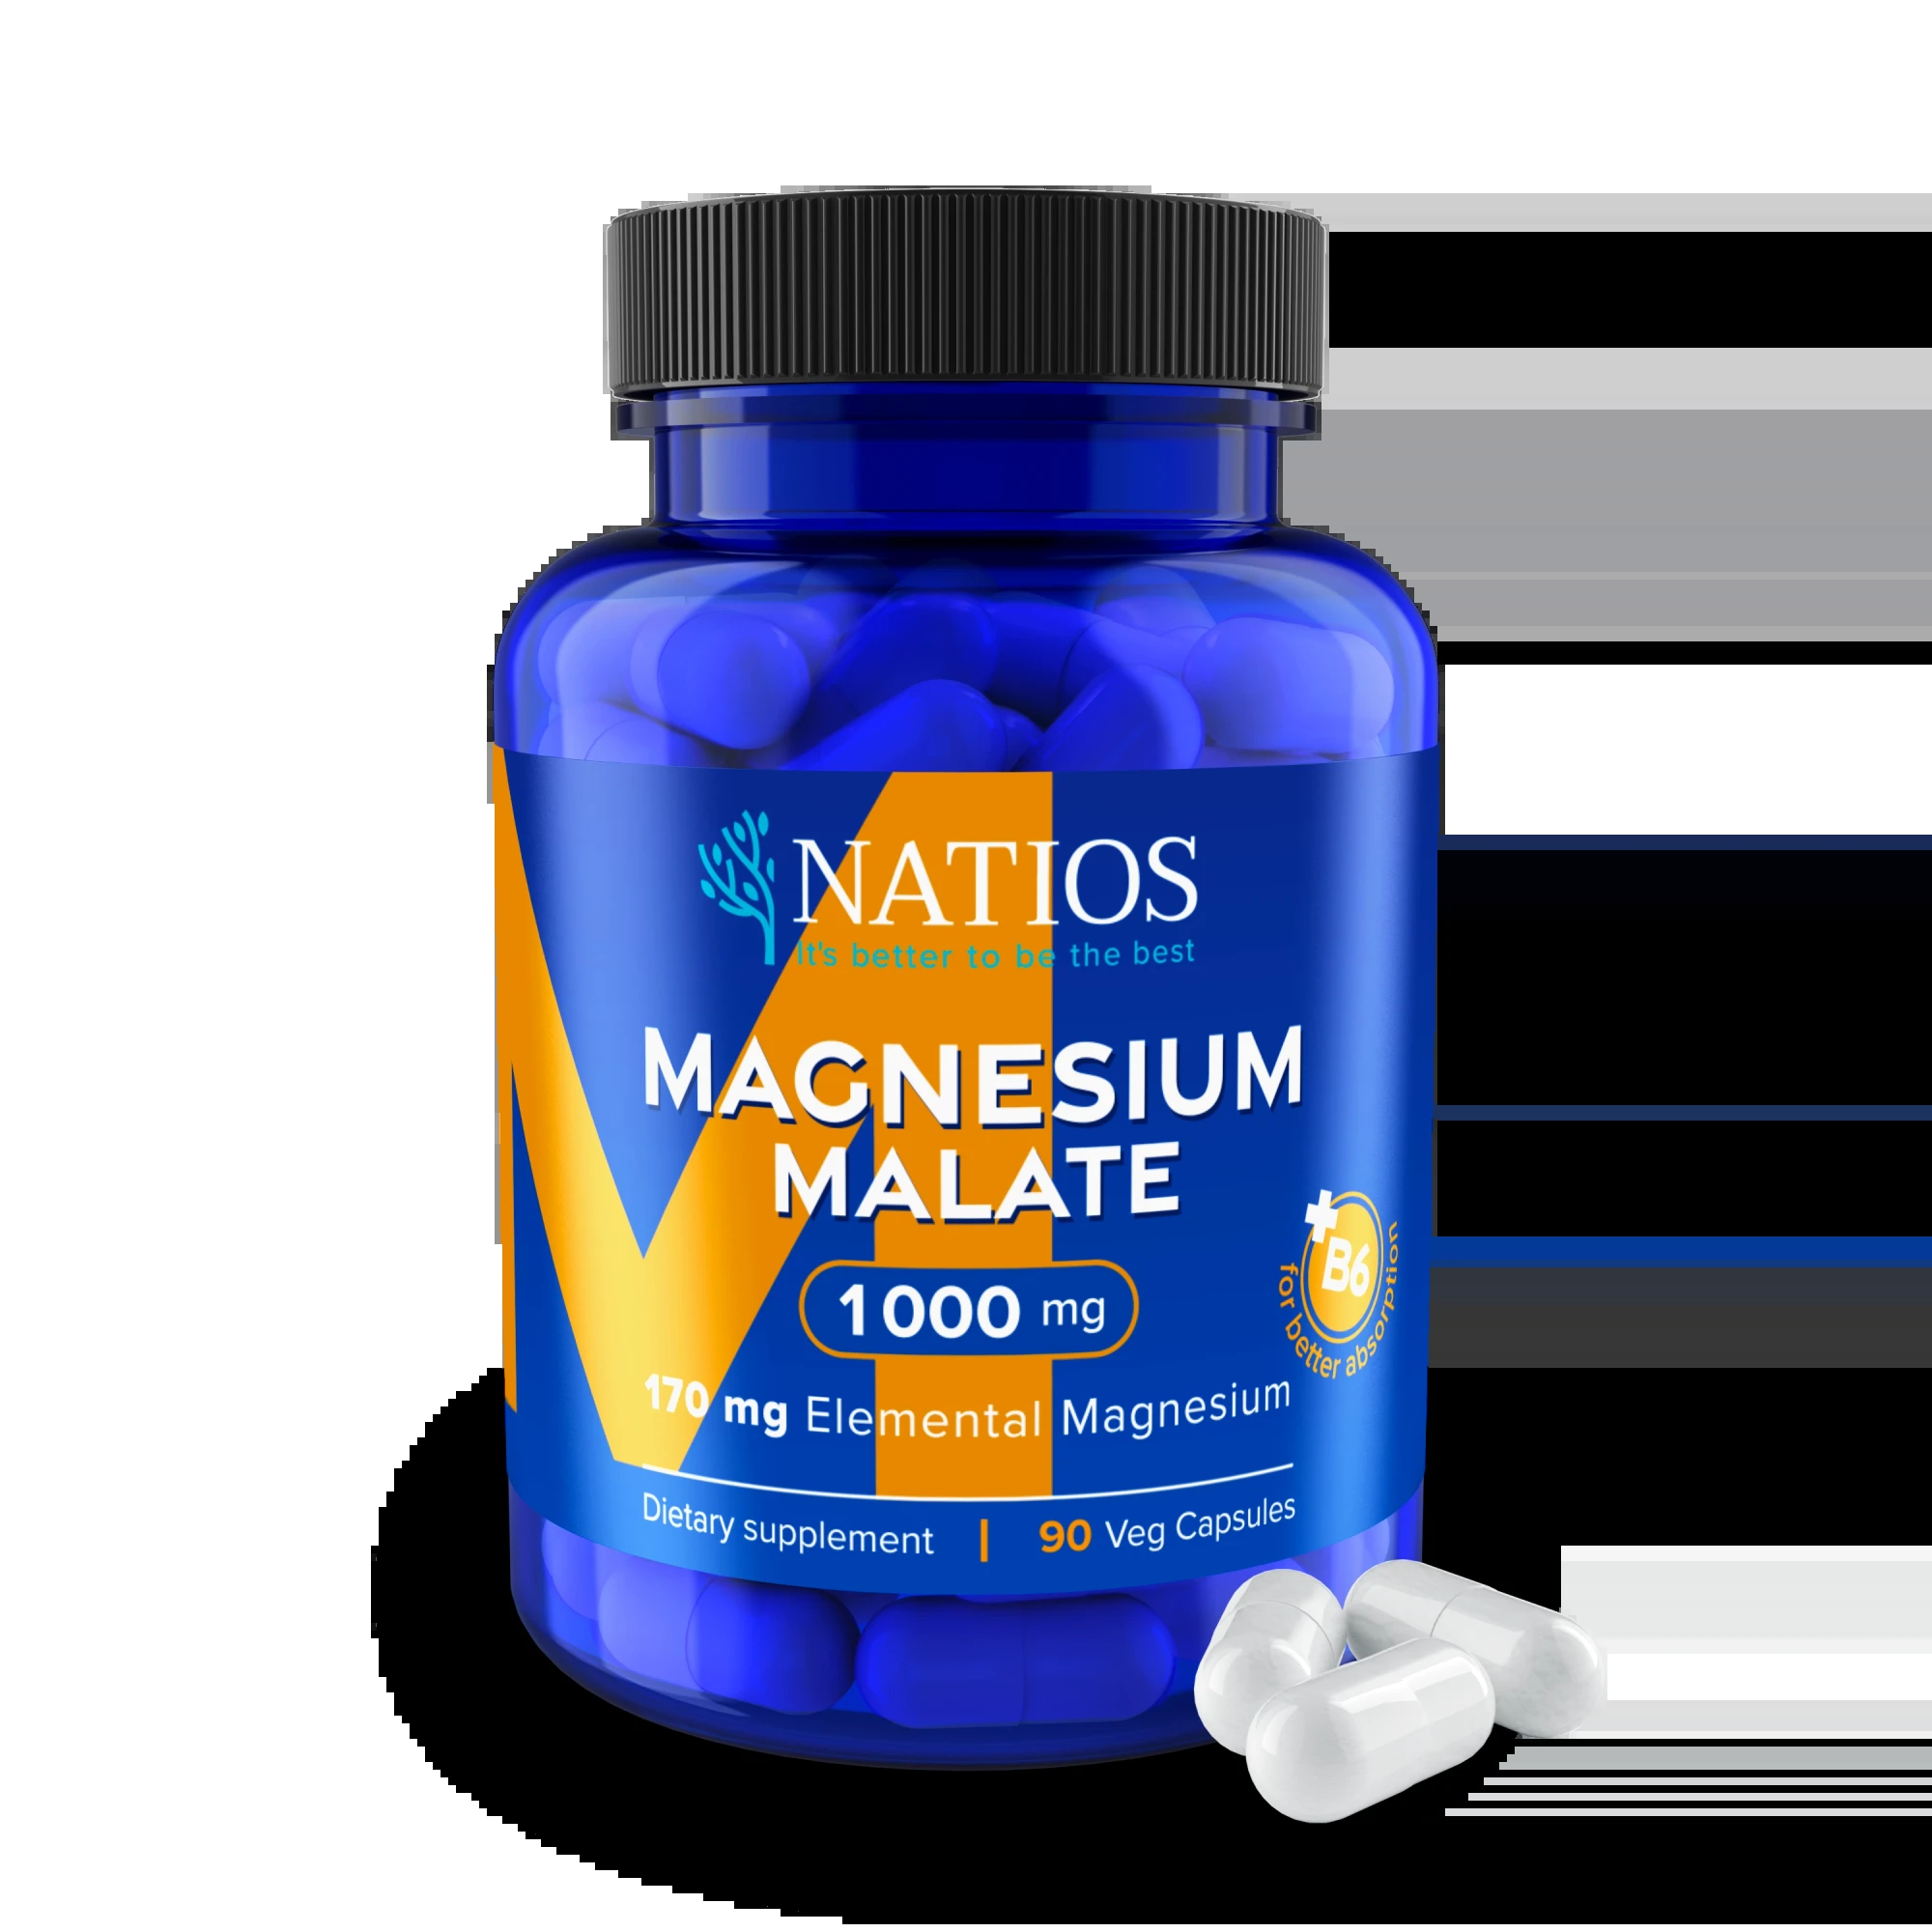 NATIOS
It's better to be the best
MAGNESIUM
MALATE
1000 mg
170 mg Elemental Magnesium
+B6
for better absorption
Dietary supplement | 90 Veg Capsules